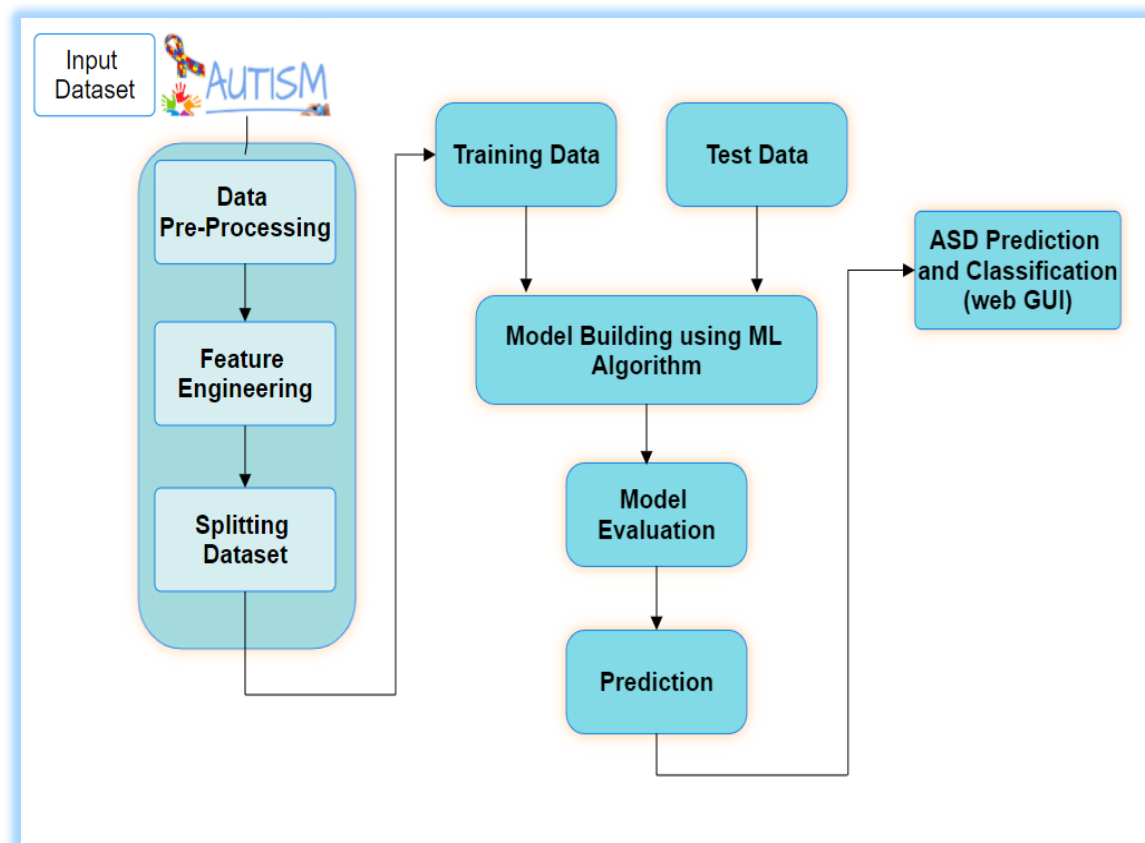 Input
Dataset
AUTISM
Data
Pre-Processing
Feature
Engineering
Splitting
Dataset
Training Data
Test Data
Model Building using ML
Algorithm
Model
Evaluation
Prediction
ASD Prediction
and Classification
(web GUI)